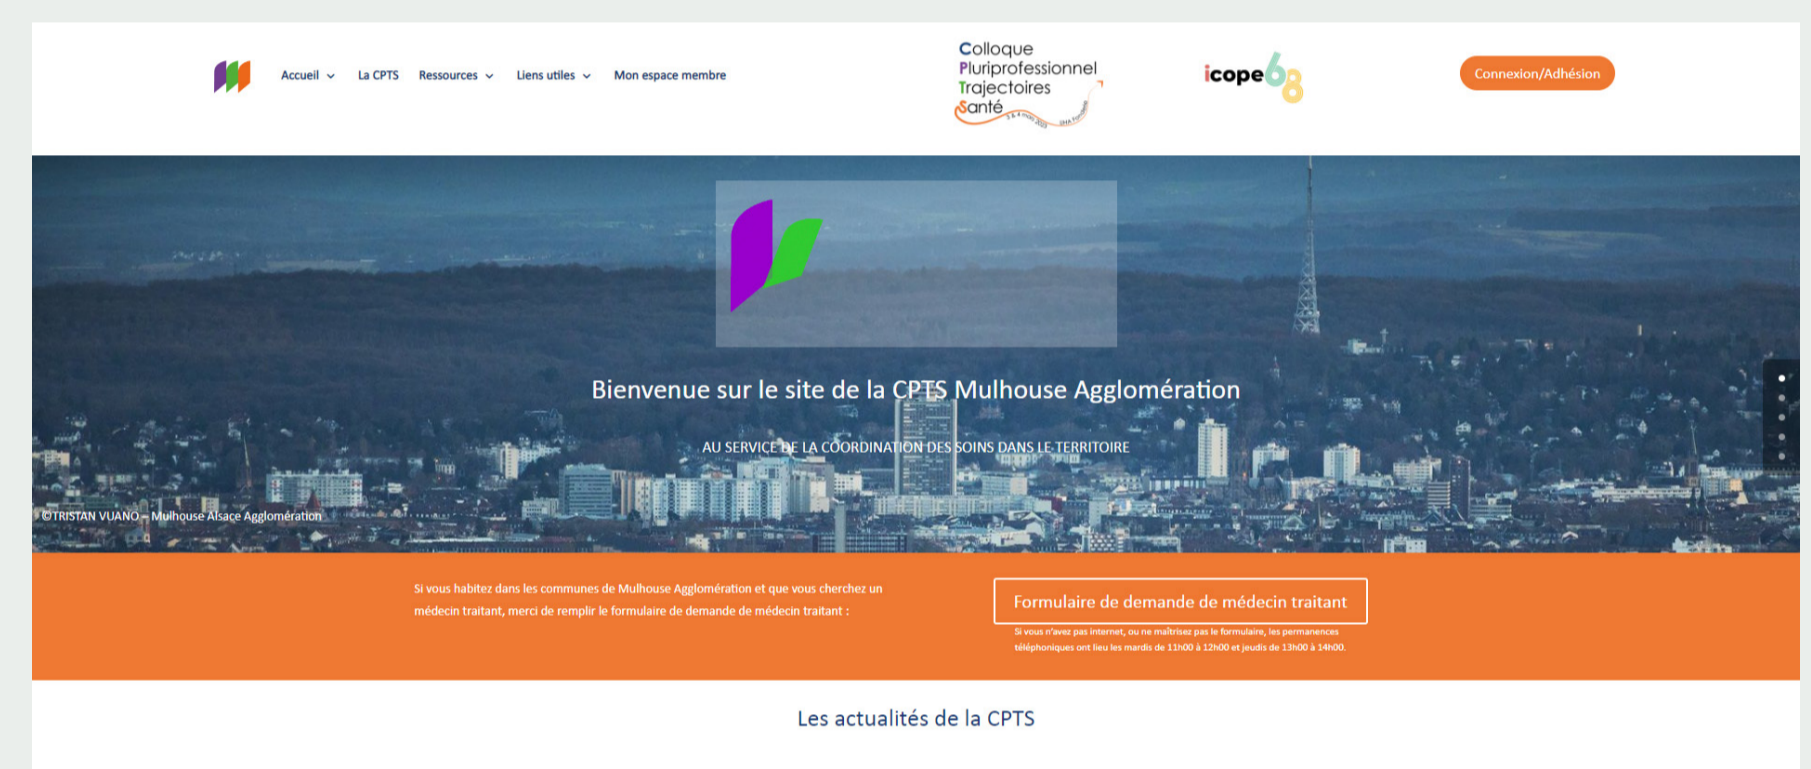 Accueil
La CPTS
Ressources
Liens utiles
Mon espace membre
Colloque
Pluriprofessionnel
Trajectoires
Santé
icope68
Connexion/Adhésion
Bienvenue sur le site de la CPTS Mulhouse Agglomération
AU SERVICE DE LA COORDINATION DES SOINS DANS LE TERRITOIRE
©TRISTAN VUANO – Mulhouse Alsace Agglomération
Si vous habitez dans les communes de Mulhouse Agglomération et que vous cherchez un
médecin traitant, merci de remplir le formulaire de demande de médecin traitant :
Formulaire de demande de médecin traitant
Si vous n'avez pas internet, ou ne maîtrisez pas le formulaire, les permanences
téléphoniques ont lieu les mardis de 11h00 à 12h00 et jeudis de 13h00 à 14h00.
Les actualités de la CPTS